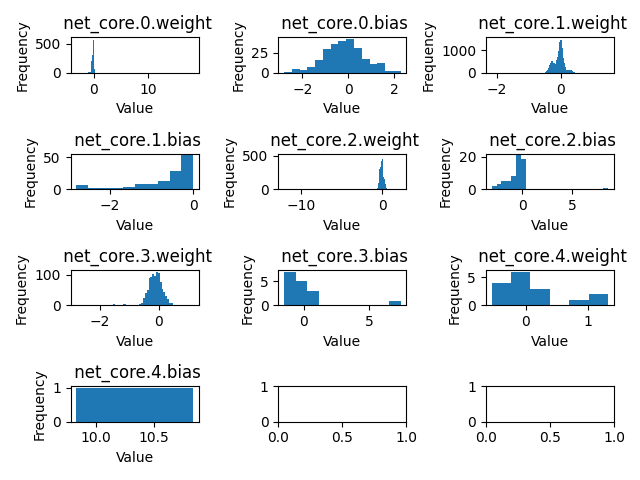 net_core.0.weight
Frequency
500
0
0
10
Value
net_core.0.bias
Frequency
25
0
−2
0
2
Value
net_core.1.weight
Frequency
1000
0
−2
0
Value
net_core.1.bias
Frequency
50
0
−2
0
Value
net_core.2.weight
Frequency
500
0
−10
0
Value
net_core.2.bias
Frequency
20
0
0
5
Value
net_core.3.weight
Frequency
100
0
−2
0
Value
net_core.3.bias
Frequency
5
0
0
5
Value
net_core.4.weight
Frequency
5
0
0
1
Value
net_core.4.bias
Frequency
1
0
10.0
10.5
Value
1
0
0.0
0.5
1.0
1
0
0.0
0.5
1.0